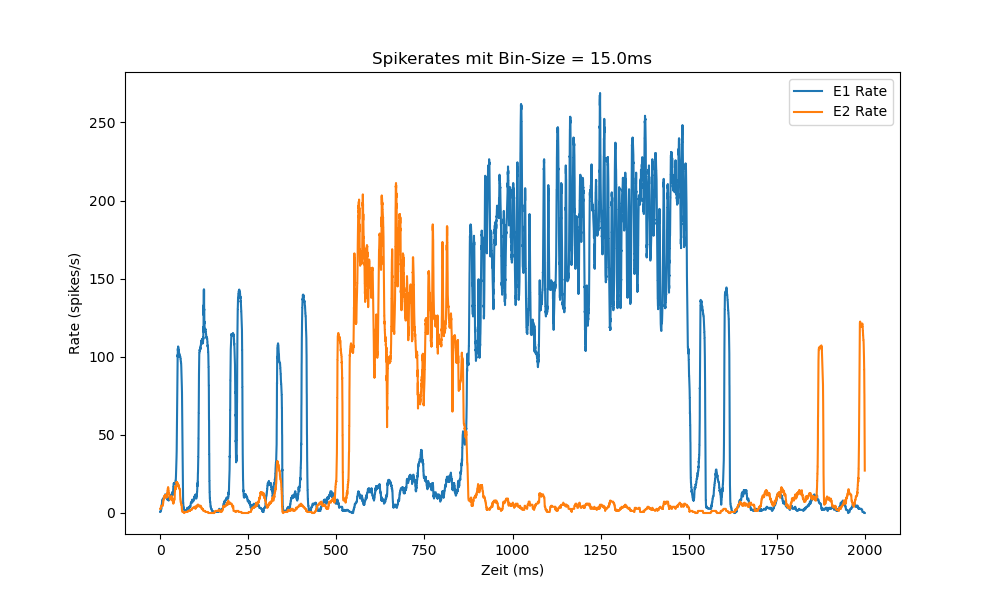 Spikerates mit Bin-Size = 15.0ms
E1 Rate
E2 Rate
Rate (spikes/s)
250
200
150
100
50
0
0 250 500 750 1000 1250 1500 1750 2000
Zeit (ms)